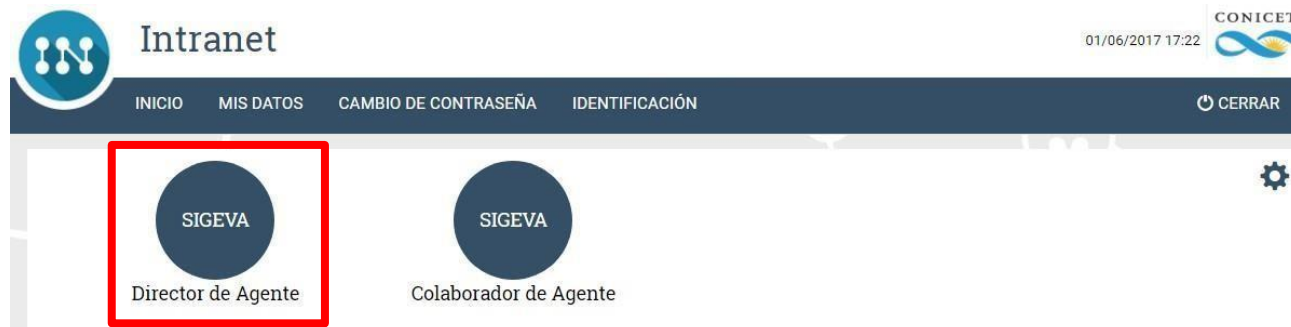 CONICET
Intranet
01/06/2017 17:22
INICIO MIS DATOS CAMBIO DE CONTRASEÑA IDENTIFICACIÓN CERRAR
SIGEVA SIGEVA
Director de Agente Colaborador de Agente